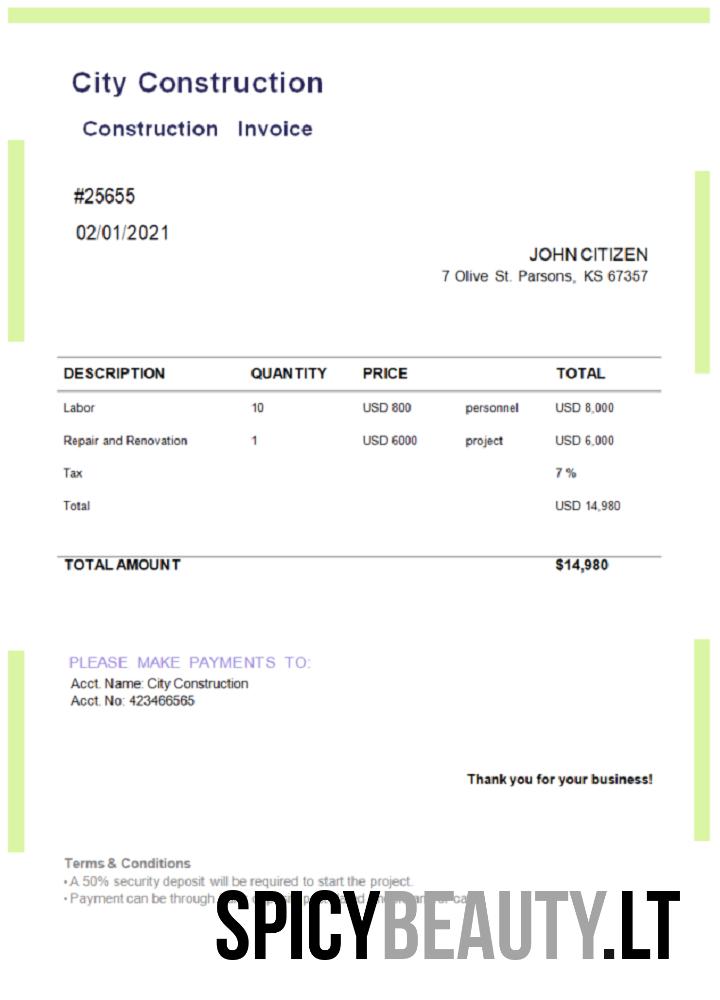 City Construction
Construction Invoice
#25655
02/01/2021
JOHN CITIZEN
7 Olive St. Parsons, KS 67357
DESCRIPTION QUANTITY PRICE TOTAL
Labor 10 USD 800 personnel USD 8,000
Repair and Renovation 1 USD 6000 project USD 6,000
Tax 7 %
Total USD 14,980
TOTAL AMOUNT $14,980
PLEASE MAKE PAYMENTS TO:
Acct. Name: City Construction
Acct. No: 423466565
Thank you for your business!
Terms & Conditions
• A 50% security deposit will be required to start the project.
• Payment can be through
SPICYBEAUTY.LT